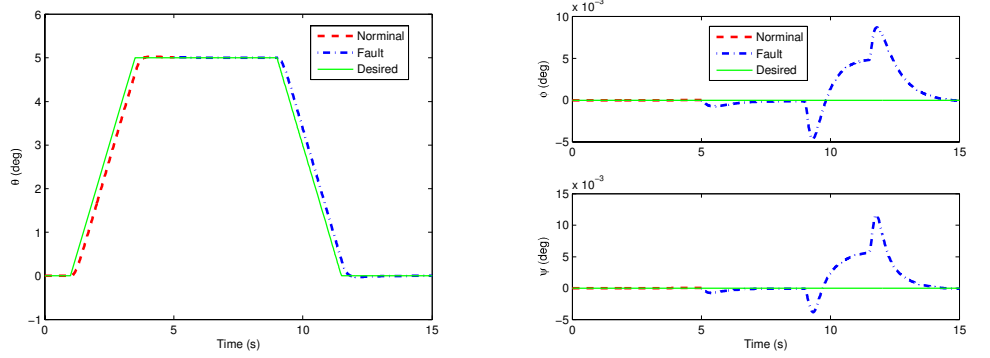 6
5
4
3
2
1
0
−1
0 5 10 15
θ (deg)
Time (s)
Norminal
Fault
Desired
x 10⁻³
10
5
0
−5
0 5 10 15
ϕ (deg)
Norminal
Fault
Desired
x 10⁻³
15
10
5
0
−5
0 5 10 15
ψ (deg)
Time (s)